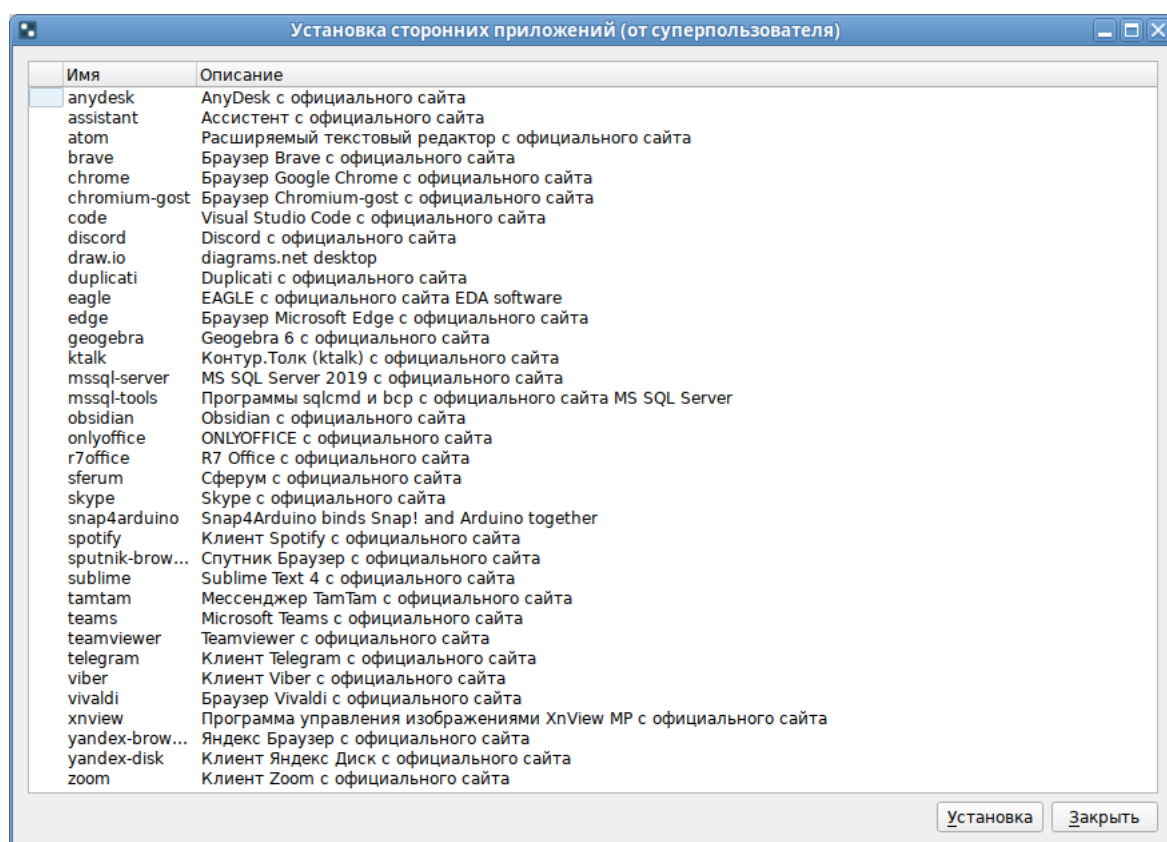 Установка сторонних приложений (от суперпользователя)
Имя Описание
anydesk AnyDesk с официального сайта
assistant Ассистент с официального сайта
atom Расширяемый текстовый редактор с официального сайта
brave Браузер Brave с официального сайта
chrome Браузер Google Chrome с официального сайта
chromium-gost Браузер Chromium-gost с официального сайта
code Visual Studio Code с официального сайта
discord Discord с официального сайта
draw.io diagrams.net desktop
duplicati Duplicati с официального сайта
eagle EAGLE с официального сайта EDA software
edge Браузер Microsoft Edge с официального сайта
geogebra Geogebra 6 с официального сайта
ktalk Контур.Толк (ktalk) с официального сайта
mssql-server MS SQL Server 2019 с официального сайта
mssql-tools Программы sqlcmd и bcp с официального сайта MS SQL Server
obsidian Obsidian с официального сайта
onlyoffice ONLYOFFICE с официального сайта
r7office R7 Office с официального сайта
sferum Сферум с официального сайта
skype Skype с официального сайта
snap4arduino Snap4Arduino binds Snap! and Arduino together
spotify Клиент Spotify с официального сайта
sputnik-brow... Спутник Браузер с официального сайта
sublime Sublime Text 4 с официального сайта
tamtam Мессенджер TamTam с официального сайта
teams Microsoft Teams с официального сайта
teamviewer Teamviewer с официального сайта
telegram Клиент Telegram с официального сайта
viber Клиент Viber с официального сайта
vivaldi Браузер Vivaldi с официального сайта
xnview Программа управления изображениями XnView MP с официального сайта
yandex-brow... Яндекс Браузер с официального сайта
yandex-disk Клиент Яндекс Диск с официального сайта
zoom Клиент Zoom с официального сайта
Установка Закрыть